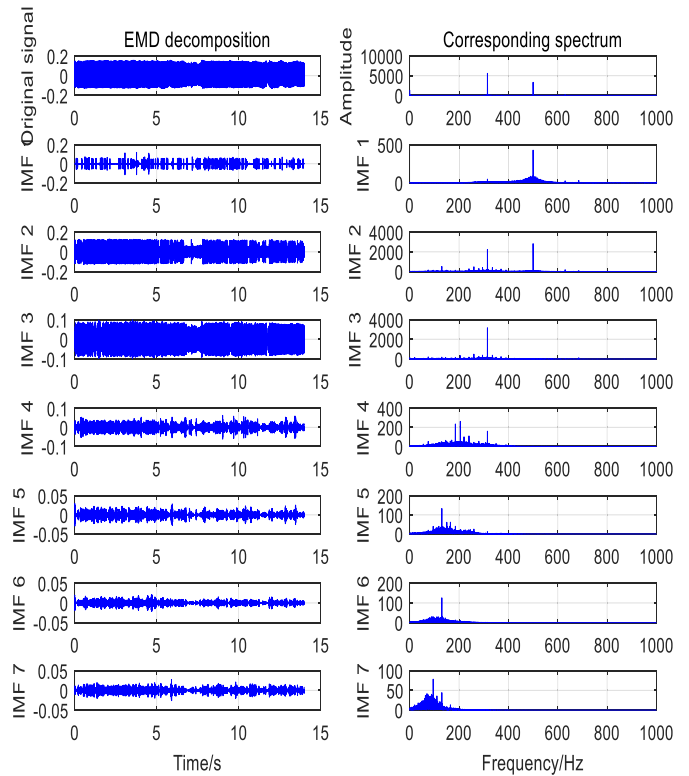 EMD decomposition
Corresponding spectrum
Original signal
0.2
0
-0.2
0 5 10 15
Amplitude
10000
5000
0
0 200 400 600 800 1000
IMF 1
0.2
0
-0.2
0 5 10 15
IMF 1
500
0
0 200 400 600 800 1000
IMF 2
0.2
0
-0.2
0 5 10 15
IMF 2
4000
2000
0
0 200 400 600 800 1000
IMF 3
0.1
0
-0.1
0 5 10 15
IMF 3
4000
2000
0
0 200 400 600 800 1000
IMF 4
0.1
0
-0.1
0 5 10 15
IMF 4
400
200
0
0 200 400 600 800 1000
IMF 5
0.05
0
-0.05
0 5 10 15
IMF 5
200
100
0
0 200 400 600 800 1000
IMF 6
0.05
0
-0.05
0 5 10 15
IMF 6
200
100
0
0 200 400 600 800 1000
IMF 7
0.05
0
-0.05
0 5 10 15
Time/s
IMF 7
100
50
0
0 200 400 600 800 1000
Frequency/Hz